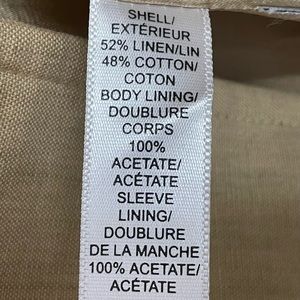 SHELL/
EXTÉRIEUR
52% LINEN/LIN
48% COTTON/
COTON
BODY LINING/
DOUBLURE
CORPS
100%
ACETATE/
ACÉTATE
SLEEVE
LINING/
DOUBLURE
DE LA MANCHE
100% ACETATE/
ACÉTATE